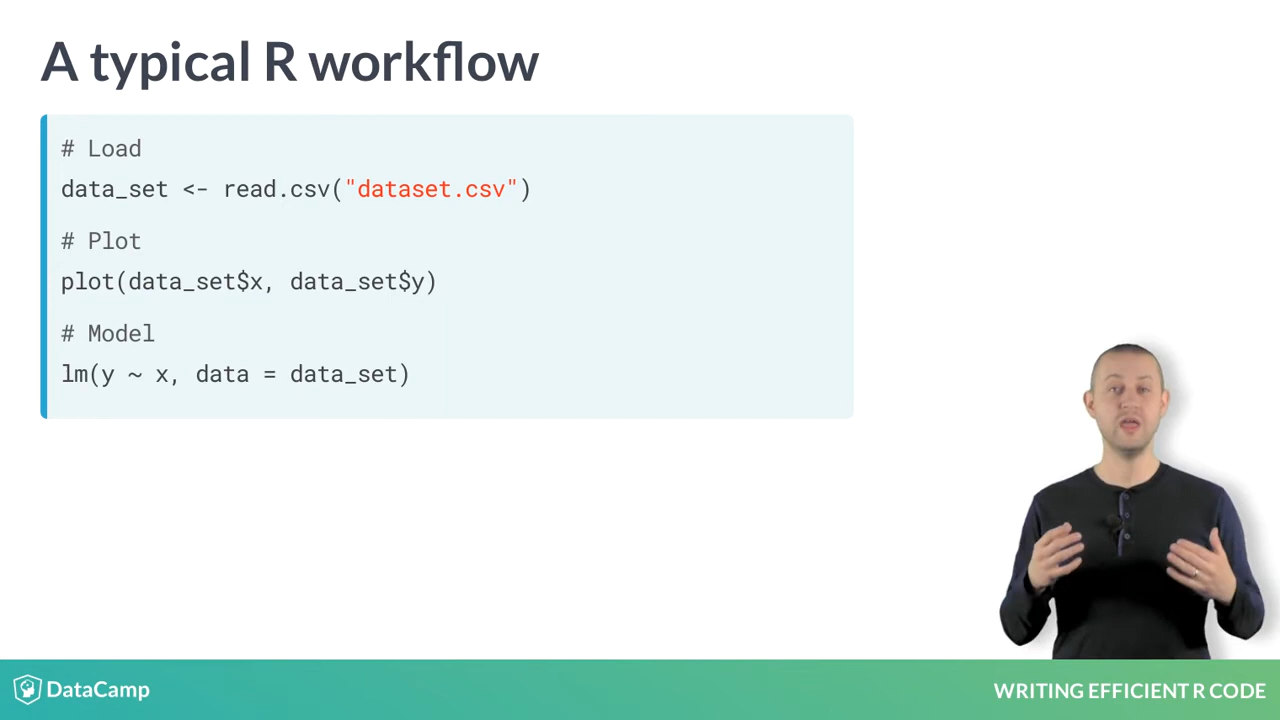 A typical R workflow
# Load
data_set <- read.csv("dataset.csv")
# Plot
plot(data_set$x, data_set$y)
# Model
lm(y ~ x, data = data_set)
DataCamp
WRITING EFFICIENT R CODE